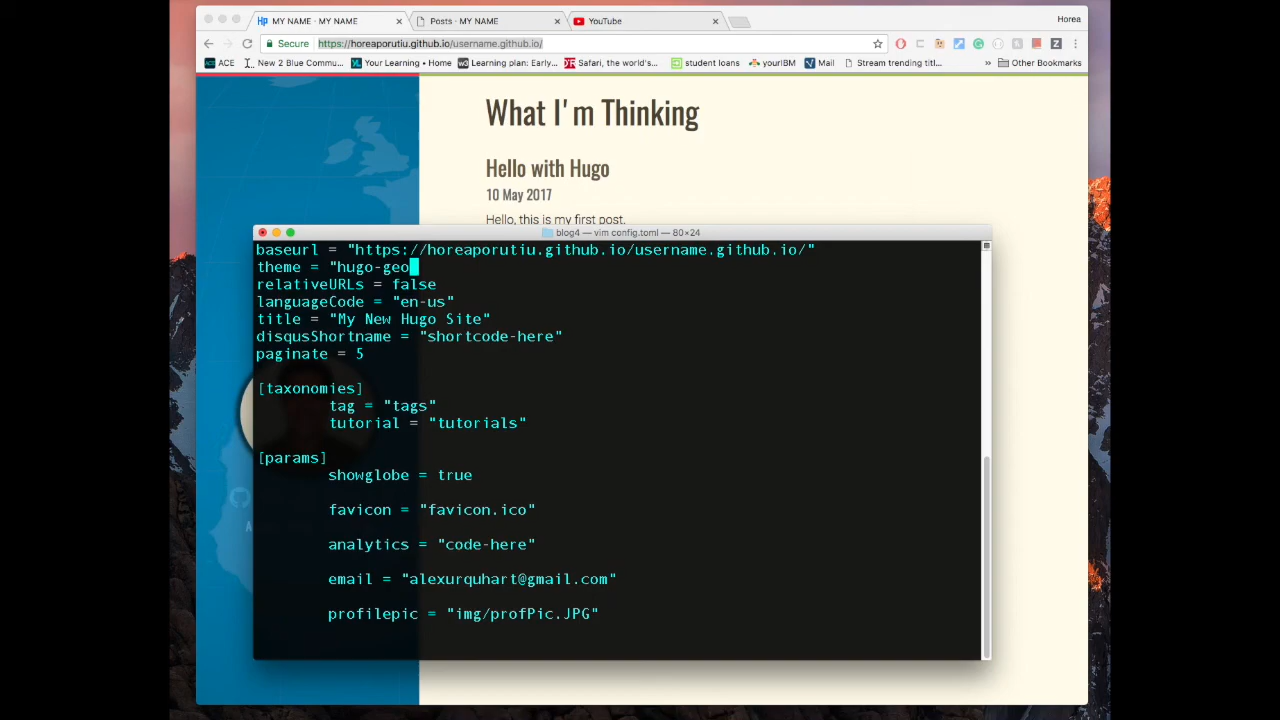 MY NAME - MY NAME
Posts - MY NAME
YouTube
Horea
Secure
https://horeaporutiu.github.io/username.github.io/
ACE
New 2 Blue Commu...
Your Learning • Home
Learning plan: Early...
Safari, the world's...
student loans
yourIBM
Mail
Stream trending titl...
»
Other Bookmarks
What I'm Thinking
Hello with Hugo
10 May 2017
Hello, this is my first post.
blog4 — vim config.toml — 80×24
baseurl = "https://horeaporutiu.github.io/username.github.io/"
theme = "hugo-geo
relativeURLs = false
languageCode = "en-us"
title = "My New Hugo Site"
disqusShortname = "shortcode-here"
paginate = 5
[taxonomies]
tag = "tags"
tutorial = "tutorials"
[params]
showglobe = true
favicon = "favicon.ico"
analytics = "code-here"
email = "alexurquhart@gmail.com"
profilepic = "img/profPic.JPG"